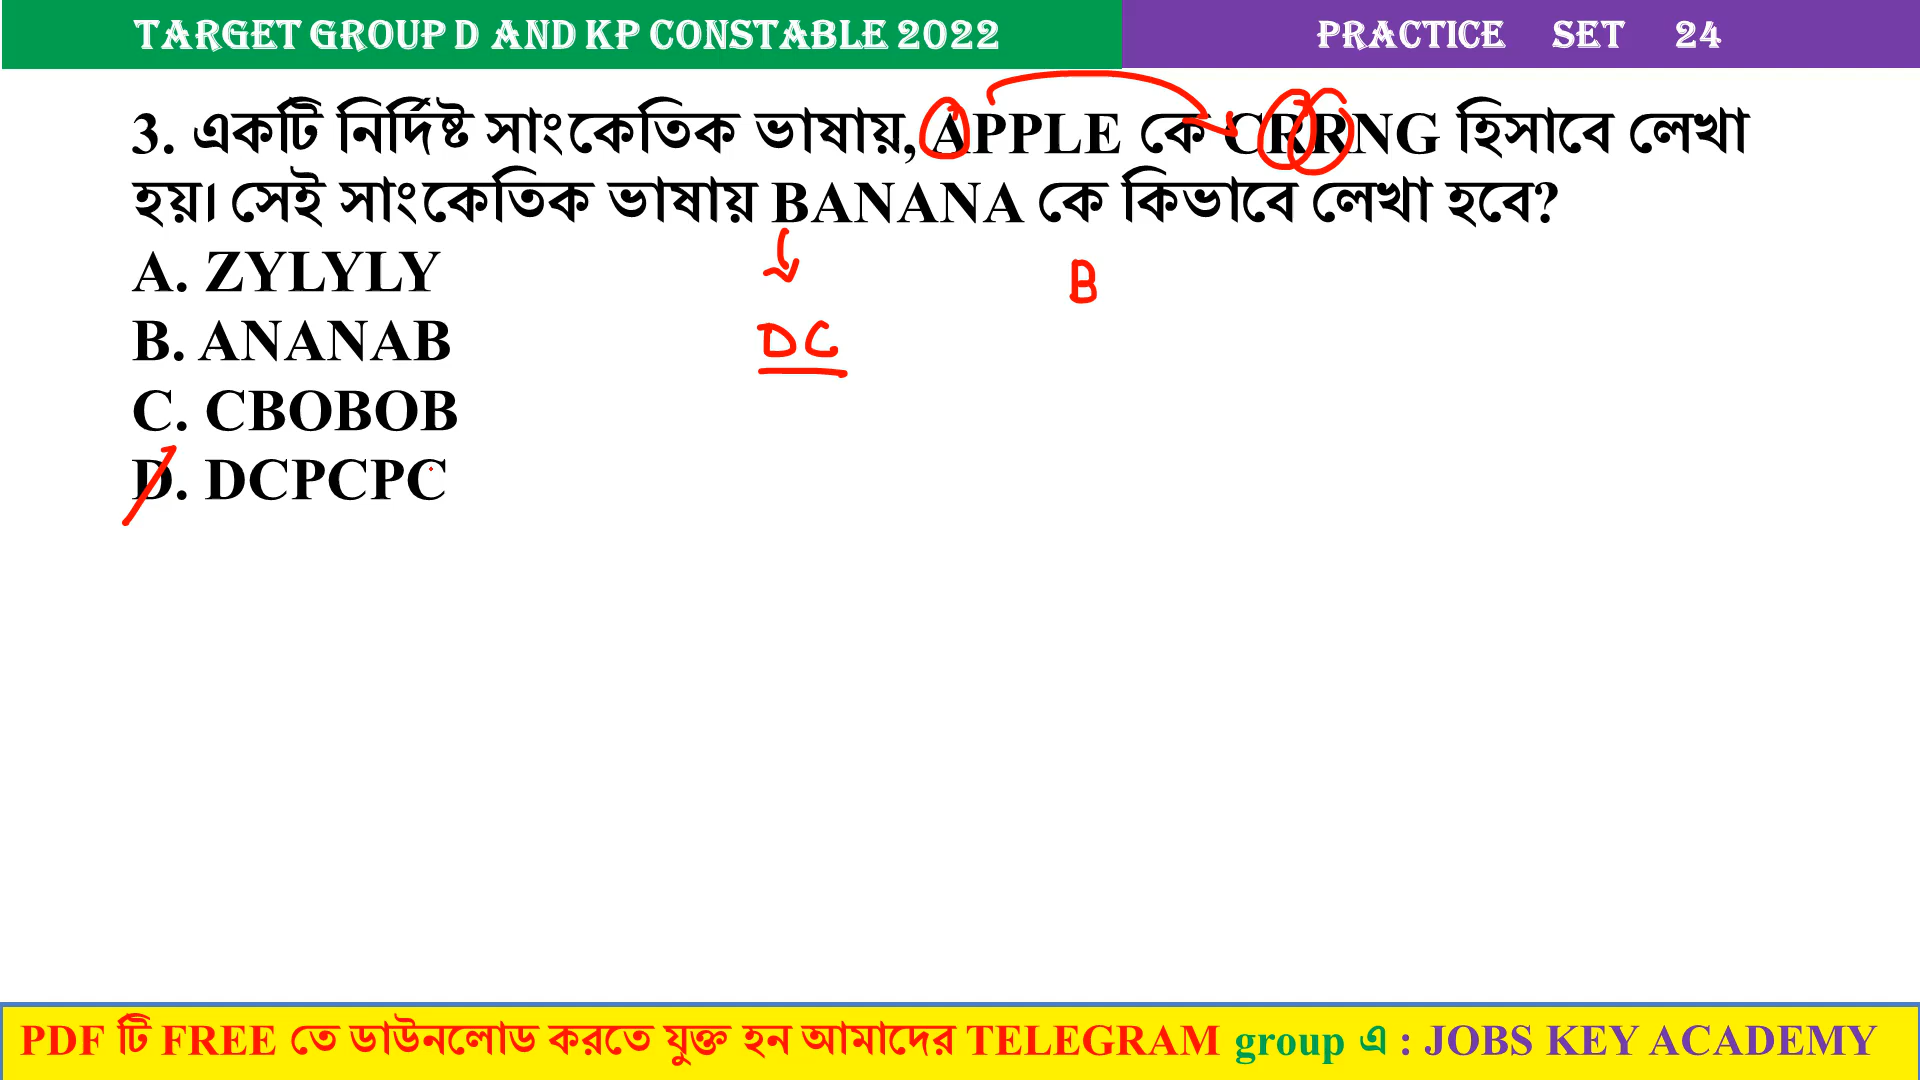 TARGET GROUP D AND KP CONSTABLE 2022 PRACTICE SET 24
3. একটি নির্দিষ্ট সাংকেতিক ভাষায়, APPLE কে CRRNG হিসাবে লেখা
হয়। সেই সাংকেতিক ভাষায় BANANA কে কিভাবে লেখা হবে?
A. ZYLYLY
B
B. ANANAB
DC
C. CBOBOB
D. DCPCPC
PDF টি FREE তে ডাউনলোড করতে যুক্ত হন আমাদের TELEGRAM group এ : JOBS KEY ACADEMY